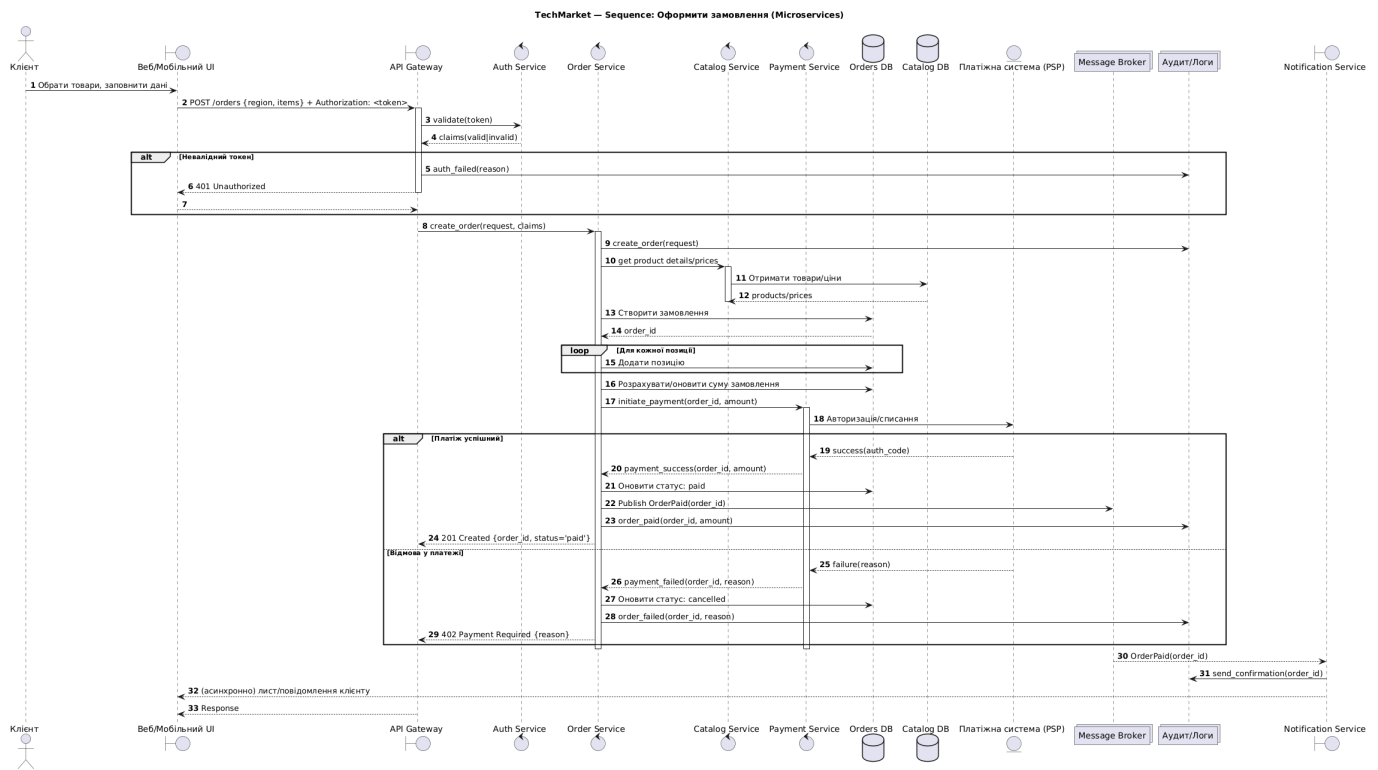 TechMarket — Sequence: Оформити замовлення (Microservices)
Клієнт
Веб/Мобільний UI
API Gateway
Auth Service
Order Service
Catalog Service
Payment Service
Orders DB
Catalog DB
Платіжна система (PSP)
Message Broker
Аудит/Логи
Notification Service
1 Обрати товари, заповнити дані
2 POST /orders {region, items} + Authorization: <token>
3 validate(token)
4 claims(valid|invalid)
alt [Невалідний токен]
5 auth_failed(reason)
6 401 Unauthorized
7
8 create_order(request, claims)
9 create_order(request)
10 get product details/prices
11 Отримати товари/ціни
12 products/prices
13 Створити замовлення
14 order_id
loop [Для кожної позиції]
15 Додати позицію
16 Розрахувати/оновити суму замовлення
17 initiate_payment(order_id, amount)
18 Авторизація/списання
alt [Платіж успішний]
19 success(auth_code)
20 payment_success(order_id, amount)
21 Оновити статус: paid
22 Publish OrderPaid(order_id)
23 order_paid(order_id, amount)
24 201 Created {order_id, status='paid'}
[Відмова у платежі]
25 failure(reason)
26 payment_failed(order_id, reason)
27 Оновити статус: cancelled
28 order_failed(order_id, reason)
29 402 Payment Required {reason}
30 OrderPaid(order_id)
31 send_confirmation(order_id)
32 (асинхронно) лист/повідомлення клієнту
33 Response
Клієнт
Веб/Мобільний UI
API Gateway
Auth Service
Order Service
Catalog Service
Payment Service
Orders DB
Catalog DB
Платіжна система (PSP)
Message Broker
Аудит/Логи
Notification Service